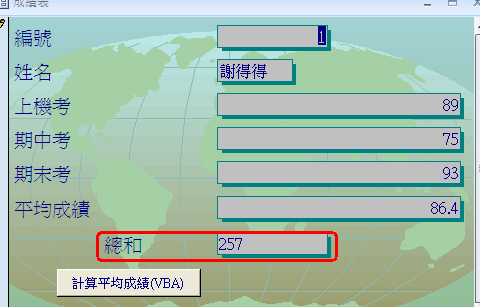 成績表
編號 1
姓名 謝得得
上機考 89
期中考 75
期末考 93
平均成績 86.4
總和 257
計算平均成績(VBA)